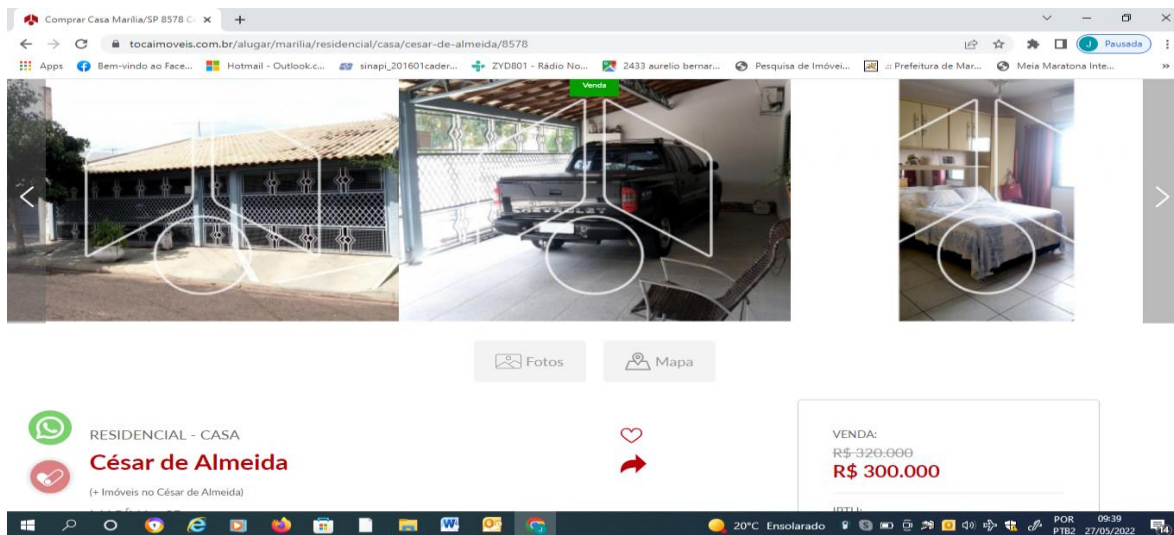 Comprar Casa Marília/SP 8578 C
tocaimoveis.com.br/alugar/marilia/residencial/casa/cesar-de-almeida/8578
Pausada
Apps
Bem-vindo ao Face...
Hotmail - Outlook.c...
sinapi_201601cader...
ZYD801 - Rádio No...
2433 aurelio bernar...
Pesquisa de Imóvei...
.:: Prefeitura de Mar...
Meia Maratona Inte...
Venda
CHEVROLET
Fotos
Mapa
RESIDENCIAL - CASA
César de Almeida
(+ Imóveis no César de Almeida)
VENDA:
R$ 320.000
R$ 300.000
20°C Ensolarado
POR
PTB2
09:39
27/05/2022
14